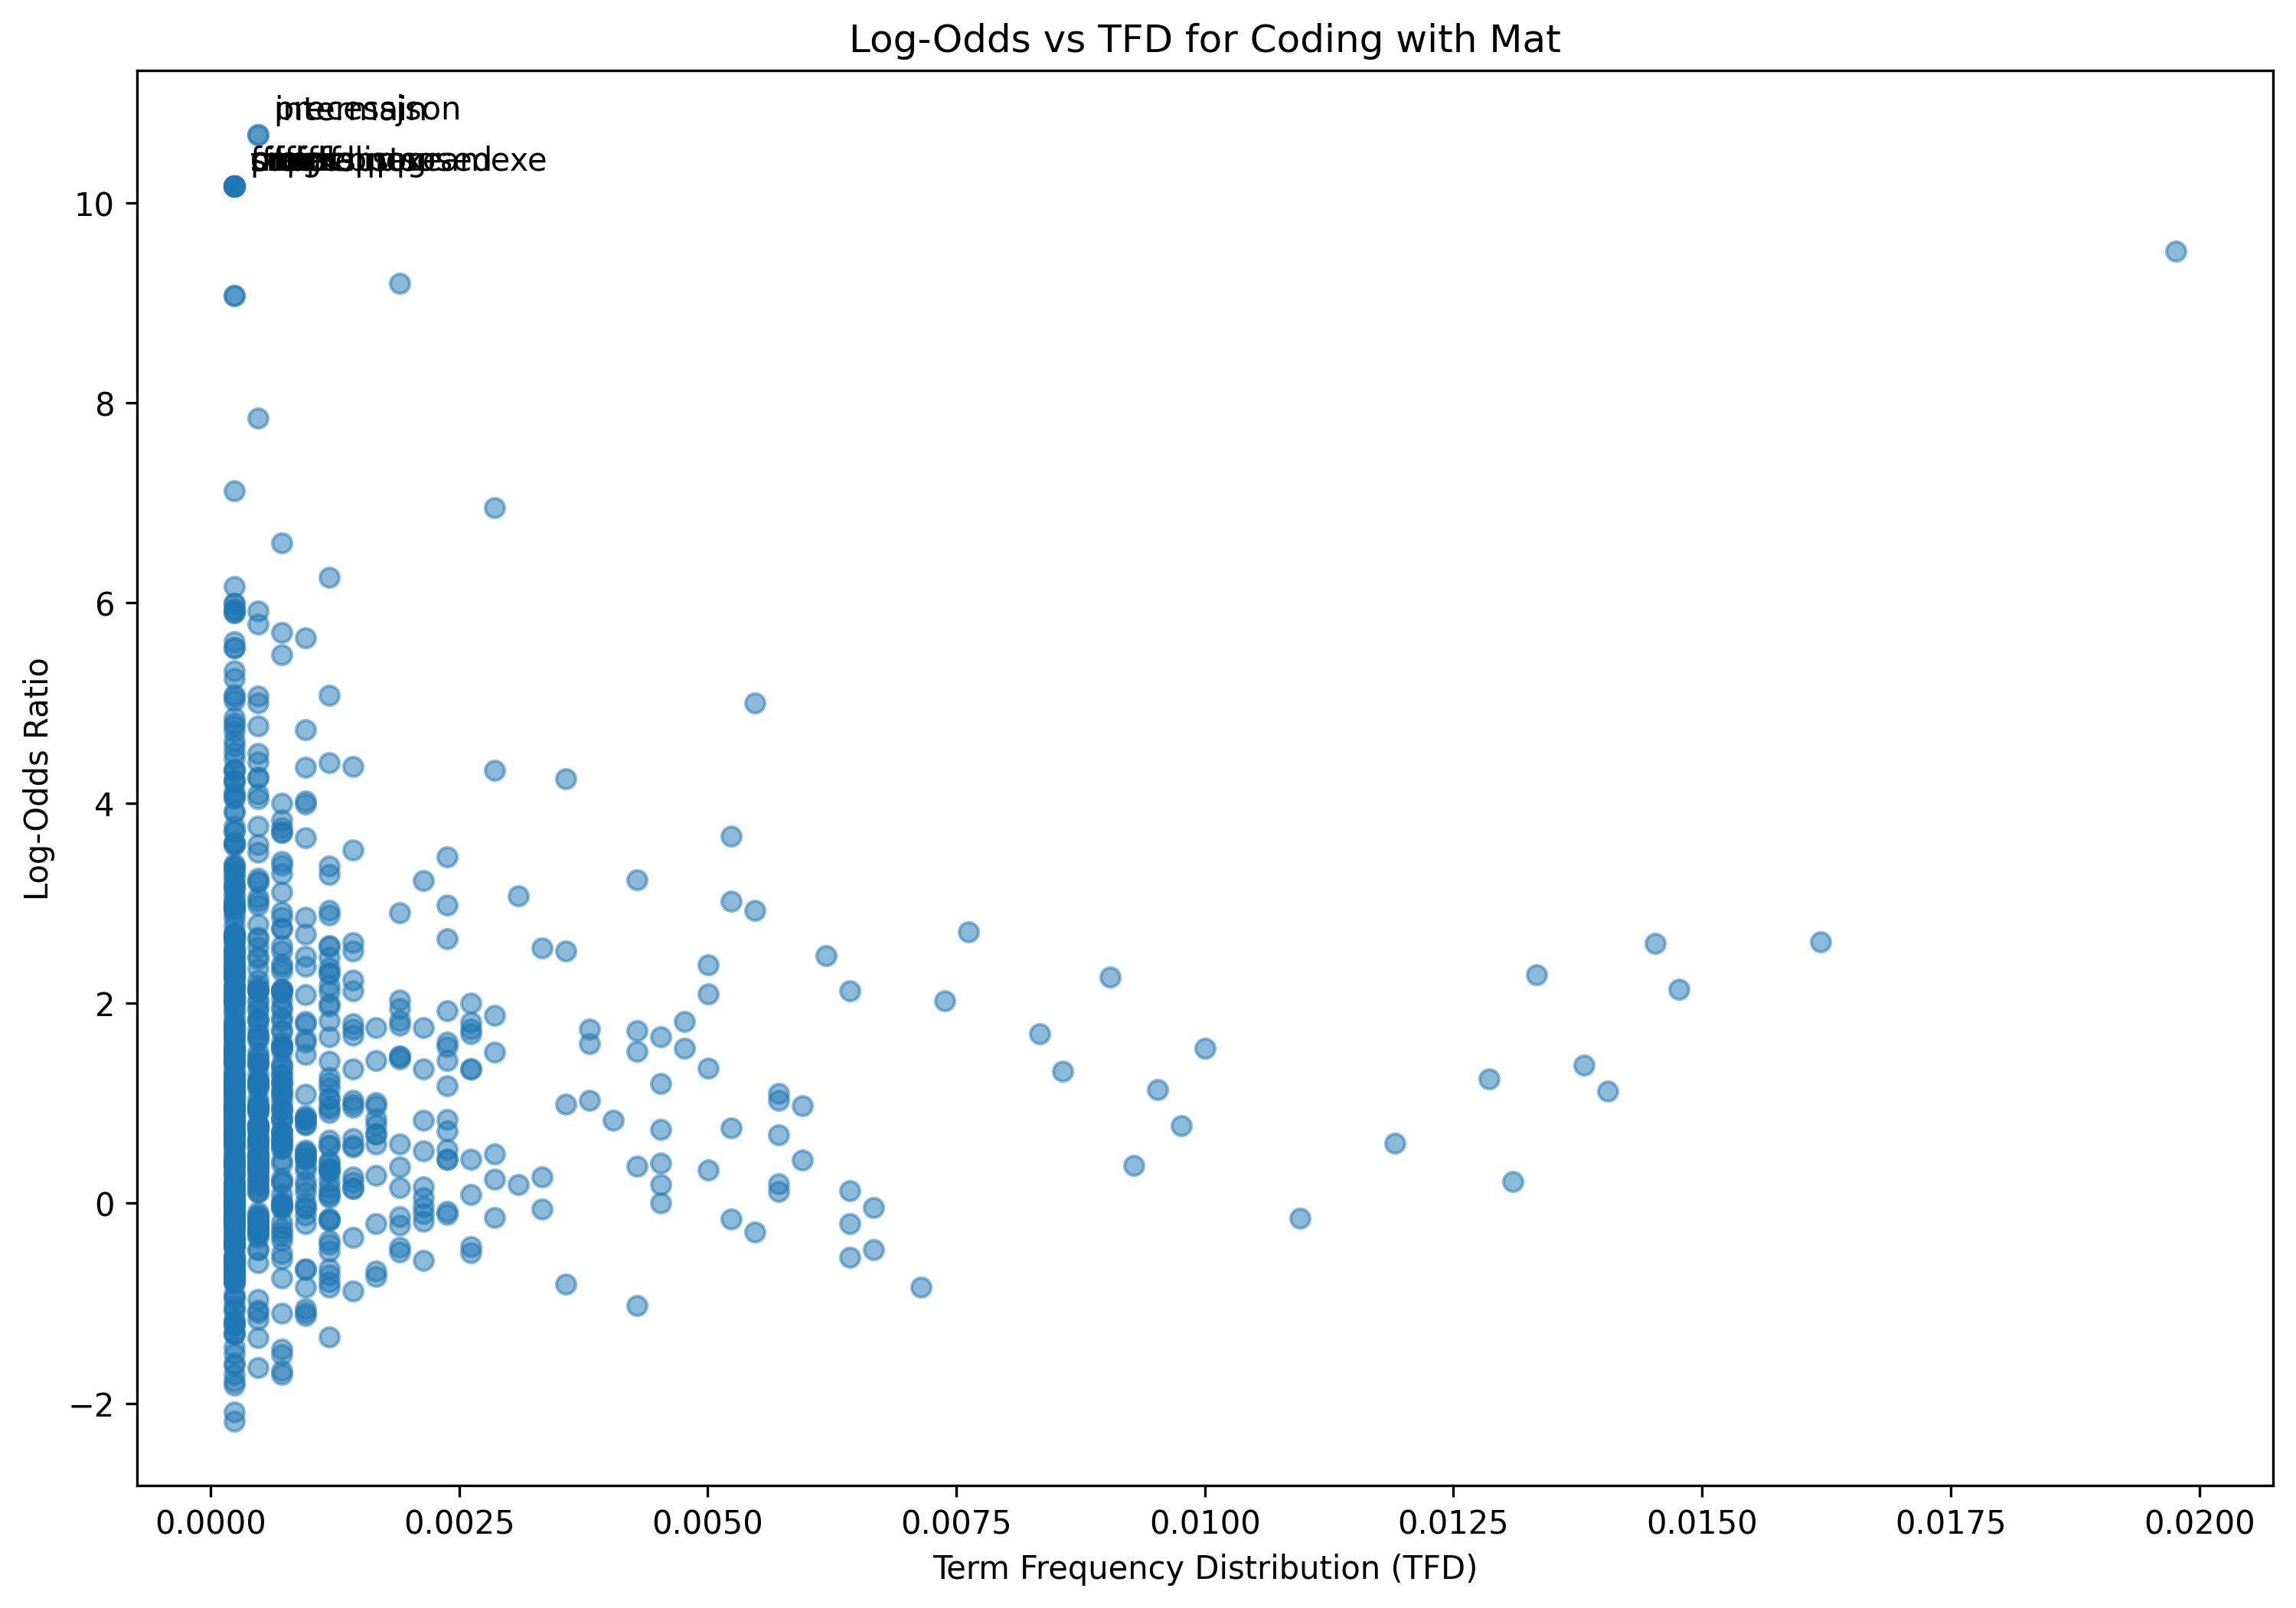 Log-Odds vs TFD for Coding with Mat
10
8
6
4
2
0
−2
Log-Odds Ratio
0.0000 0.0025 0.0050 0.0075 0.0100 0.0125 0.0150 0.0175 0.0200
Term Frequency Distribution (TFD)